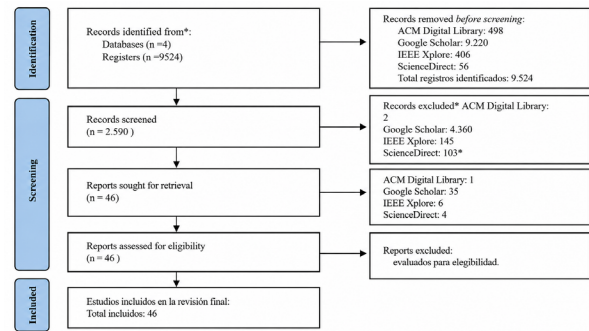 Identification
Records identified from*:
Databases (n =4)
Registers (n =9524)
Records removed before screening:
ACM Digital Library: 498
Google Scholar: 9.220
IEEE Xplore: 406
ScienceDirect: 56
Total registros identificados: 9.524
Screening
Records screened
(n = 2.590 )
Records excluded* ACM Digital Library:
2
Google Scholar: 4.360
IEEE Xplore: 145
ScienceDirect: 103*
Reports sought for retrieval
(n = 46)
ACM Digital Library: 1
Google Scholar: 35
IEEE Xplore: 6
ScienceDirect: 4
Reports assessed for eligibility
(n = 46 )
Reports excluded:
evaluados para elegibilidad.
Included
Estudios incluidos en la revisión final:
Total incluidos: 46